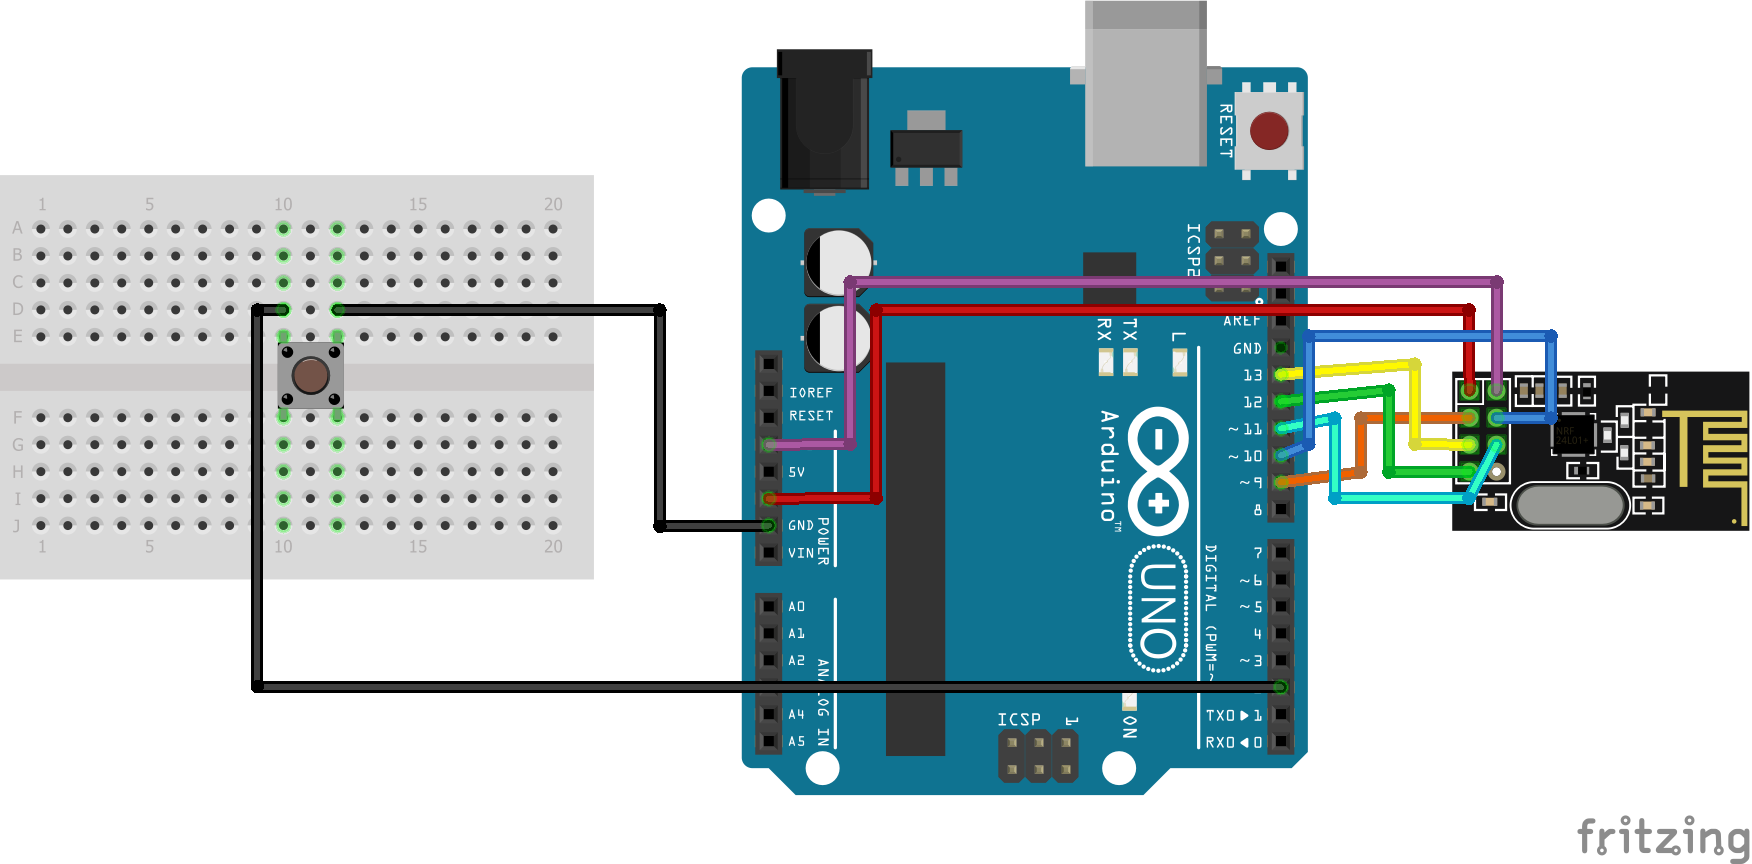 1 5 10 15 20
A
B
C
D
E
F
G
H
I
J
1 5 10 15 20
RESET
ICSP2
AREF
GND
13
12
~11
~10
~9
8
7
~6
~5
4
~3
TX0▶1
RX0◀0
DIGITAL (PWM=~)
RX
TX
L
IOREF
RESET
5V
GND
VIN
POWER
A0
A1
A2
A4
A5
ANALOG IN
Arduino™
UNO
ICSP
1
ON
NRF
24L01+
fritzing